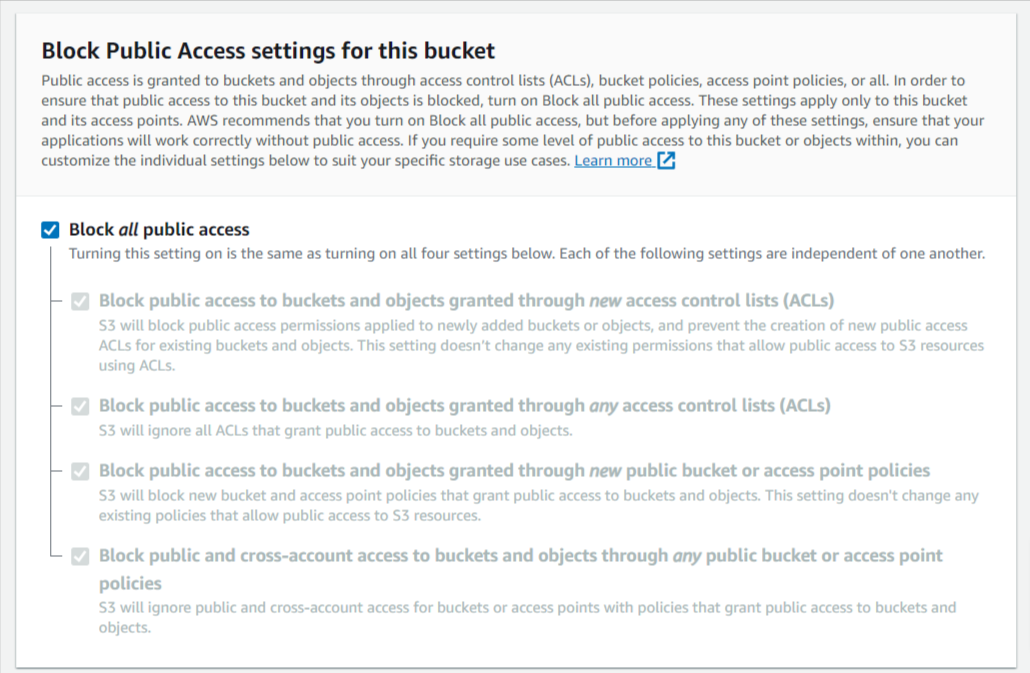 Block Public Access settings for this bucket
Public access is granted to buckets and objects through access control lists (ACLs), bucket policies, access point policies, or all. In order to
ensure that public access to this bucket and its objects is blocked, turn on Block all public access. These settings apply only to this bucket
and its access points. AWS recommends that you turn on Block all public access, but before applying any of these settings, ensure that your
applications will work correctly without public access. If you require some level of public access to this bucket or objects within, you can
customize the individual settings below to suit your specific storage use cases. Learn more
Block all public access
Turning this setting on is the same as turning on all four settings below. Each of the following settings are independent of one another.
Block public access to buckets and objects granted through new access control lists (ACLs)
S3 will block public access permissions applied to newly added buckets or objects, and prevent the creation of new public access
ACLs for existing buckets and objects. This setting doesn't change any existing permissions that allow public access to S3 resources
using ACLs.
Block public access to buckets and objects granted through any access control lists (ACLs)
S3 will ignore all ACLs that grant public access to buckets and objects.
Block public access to buckets and objects granted through new public bucket or access point policies
S3 will block new bucket and access point policies that grant public access to buckets and objects. This setting doesn't change any
existing policies that allow public access to S3 resources.
Block public and cross-account access to buckets and objects through any public bucket or access point
policies
S3 will ignore public and cross-account access for buckets or access points with policies that grant public access to buckets and
objects.